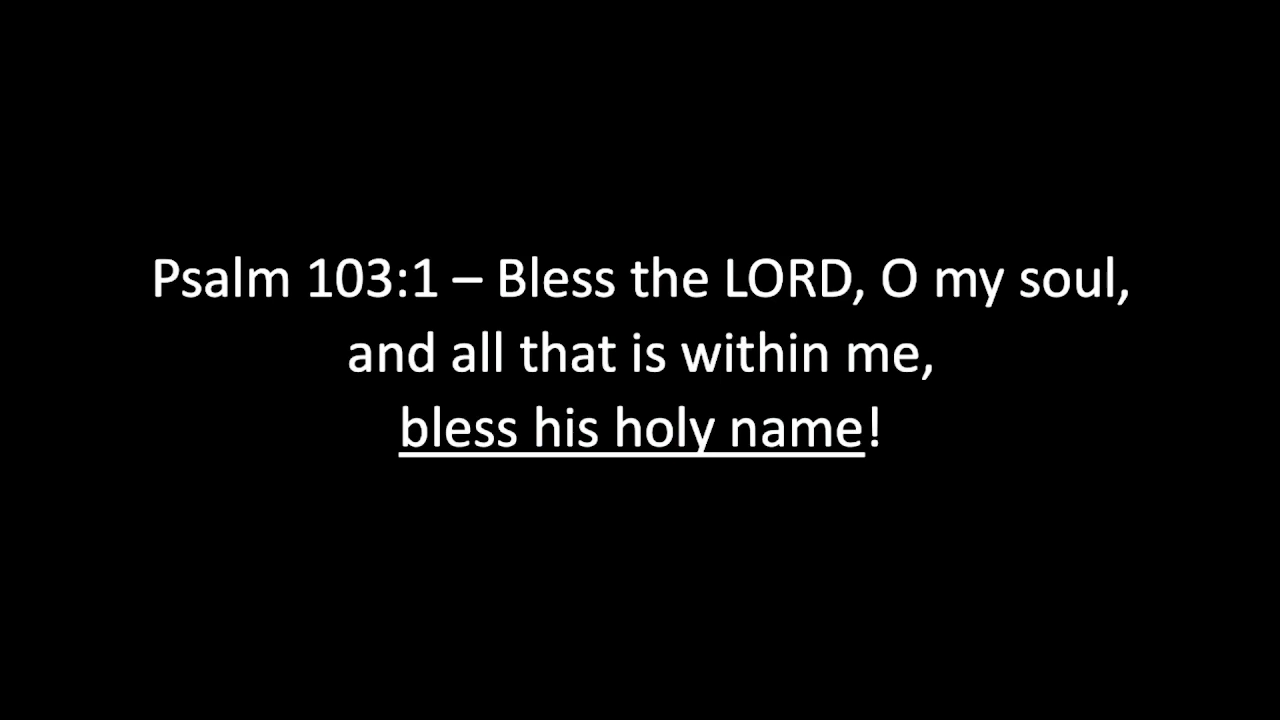 Psalm 103:1 – Bless the LORD, O my soul,
and all that is within me,
bless his holy name!